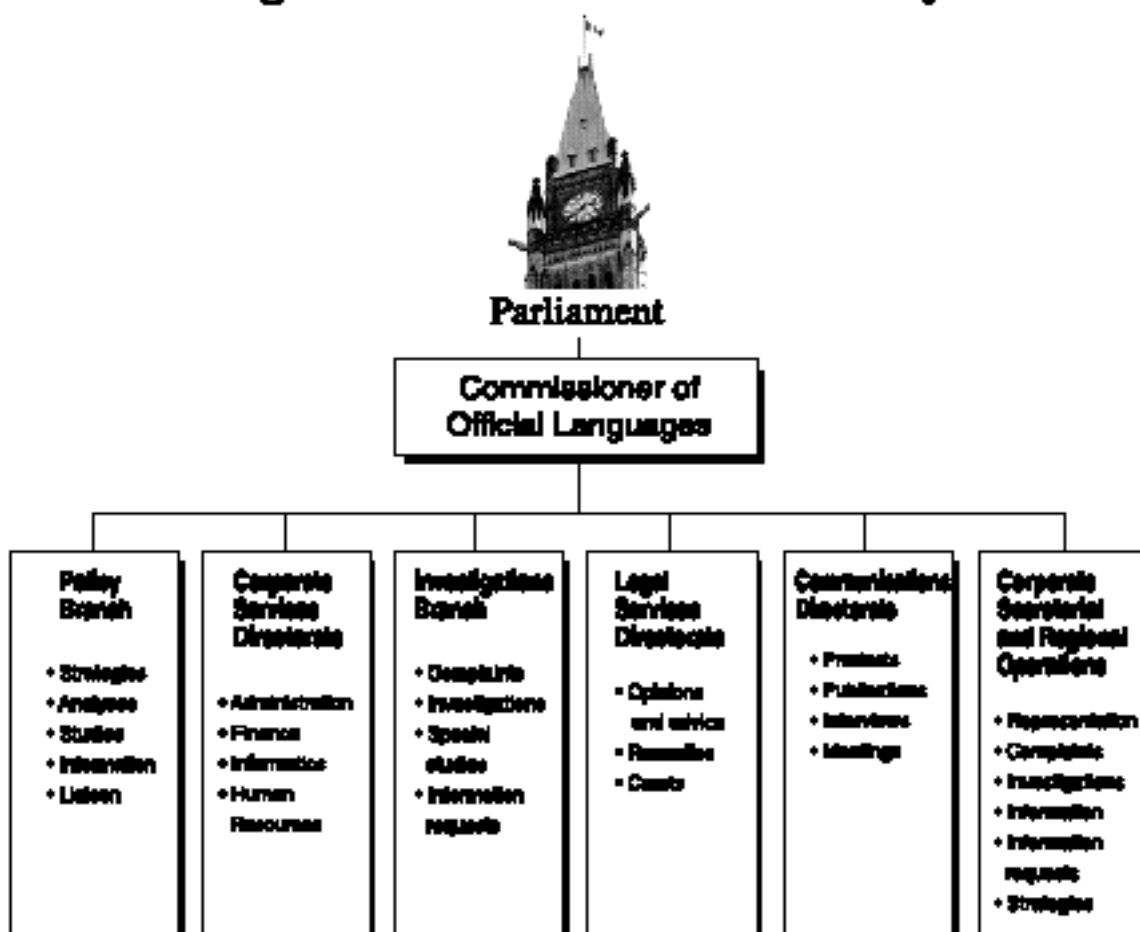 Parliament
Commissioner of
Official Languages
Policy
Branch
• Strategies
• Analyses
• Studies
• Information
• Liaison
Corporate
Services
Directorate
• Administration
• Finance
• Informatics
• Human
Resources
Investigations
Branch
• Complaints
• Investigations
• Special
studies
• Information
requests
Legal
Services
Directorate
• Opinions
and advice
• Remedies
• Courts
Communications
Directorate
•
• Publications
• Interviews
• Meetings
Corporate
Secretariat
and Regional
Operations
• Representation
• Complaints
• Investigations
• Information
• Information
requests
• Strategies